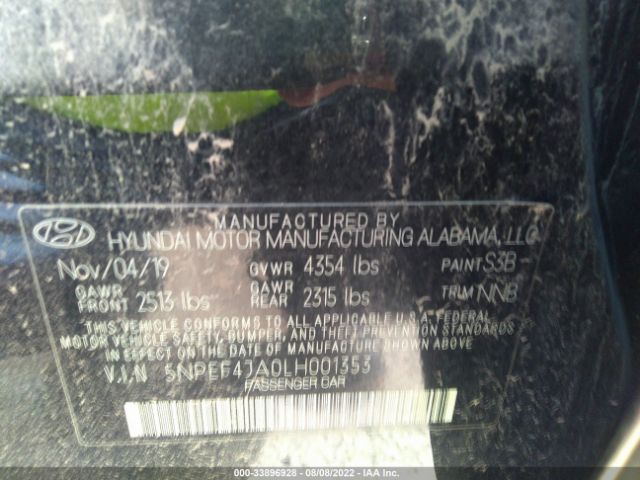 MANUFACTURED BY
HYUNDAI MOTOR MANUFACTURING ALABAMA, LLC
Nov/04/19 GVWR 4354 lbs PAINT S3B
GAWR FRONT 2513 lbs GAWR REAR 2315 lbs TRIM NNB
THIS VEHICLE CONFORMS TO ALL APPLICABLE U.S.A. FEDERAL
MOTOR VEHICLE SAFETY, BUMPER, AND THEFT PREVENTION STANDARDS
IN EFFECT ON THE DATE OF MANUFACTURE SHOWN ABOVE
V.I.N 5NPEF4JA0LH001353
PASSENGER CAR
000-33896928 - 08/08/2022 - IAA Inc.